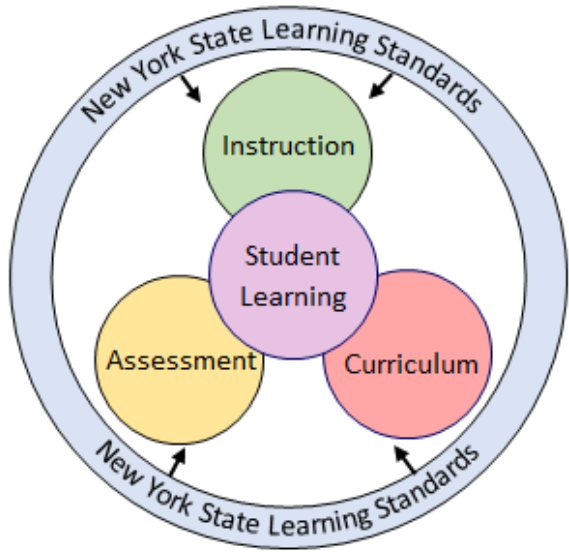 New York State Learning Standards
Instruction
Student
Learning
Assessment
Curriculum
New York State Learning Standards